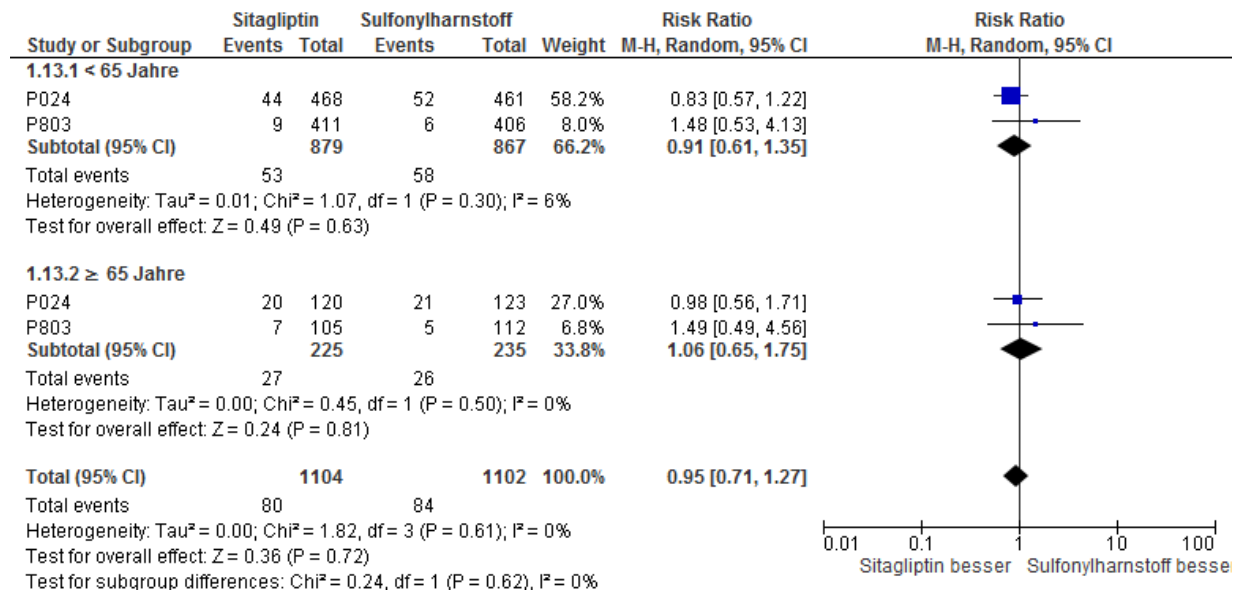 Sitagliptin Sulfonylharnstoff Risk Ratio Risk Ratio
Study or Subgroup Events Total Events Total Weight M-H, Random, 95% CI M-H, Random, 95% CI
1.13.1 < 65 Jahre
P024 44 468 52 461 58.2% 0.83 [0.57, 1.22]
P803 9 411 6 406 8.0% 1.48 [0.53, 4.13]
Subtotal (95% CI) 879 867 66.2% 0.91 [0.61, 1.35]
Total events 53 58
Heterogeneity: Tau² = 0.01; Chi² = 1.07, df = 1 (P = 0.30); I² = 6%
Test for overall effect: Z = 0.49 (P = 0.63)
1.13.2 ≥ 65 Jahre
P024 20 120 21 123 27.0% 0.98 [0.56, 1.71]
P803 7 105 5 112 6.8% 1.49 [0.49, 4.56]
Subtotal (95% CI) 225 235 33.8% 1.06 [0.65, 1.75]
Total events 27 26
Heterogeneity: Tau² = 0.00; Chi² = 0.45, df = 1 (P = 0.50); I² = 0%
Test for overall effect: Z = 0.24 (P = 0.81)
Total (95% CI) 1104 1102 100.0% 0.95 [0.71, 1.27]
Total events 80 84
Heterogeneity: Tau² = 0.00; Chi² = 1.82, df = 3 (P = 0.61); I² = 0%
Test for overall effect: Z = 0.36 (P = 0.72)
Test for subgroup differences: Chi² = 0.24, df = 1 (P = 0.62), I² = 0%
0.01 0.1 1 10 100
Sitagliptin besser Sulfonylharnstoff besse